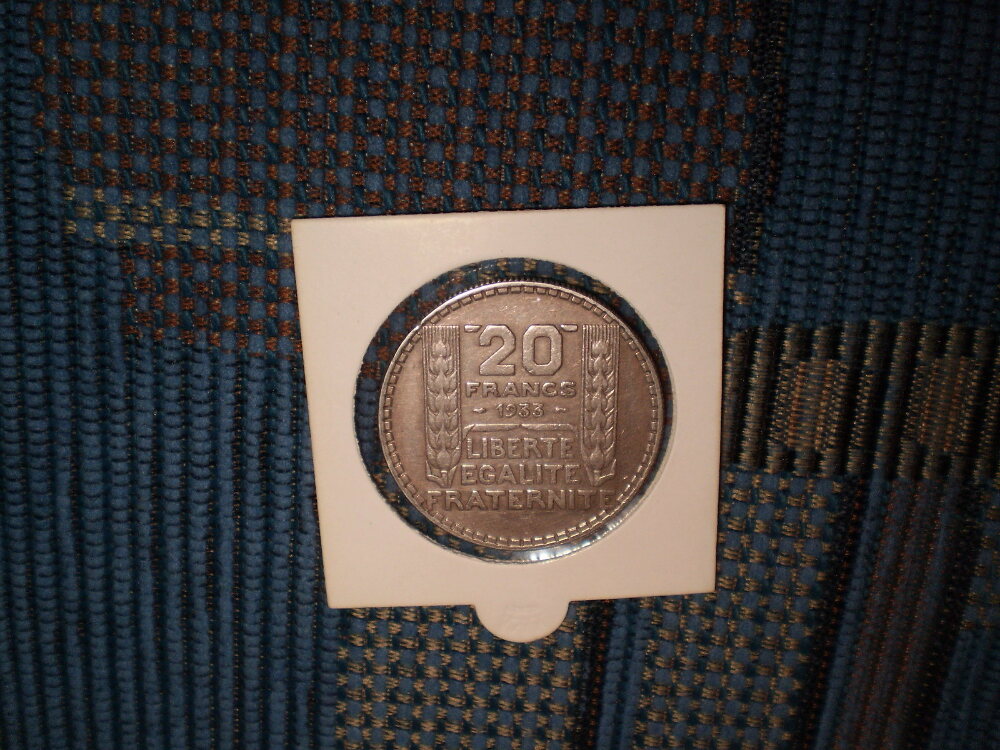 20
FRANCS
- 1933 -
LIBERTE
EGALITE
FRATERNITE